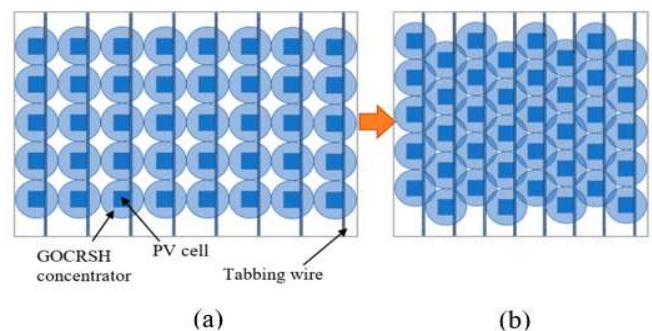 GOCRSH
concentrator
PV cell
Tabbing wire
(a)
(b)